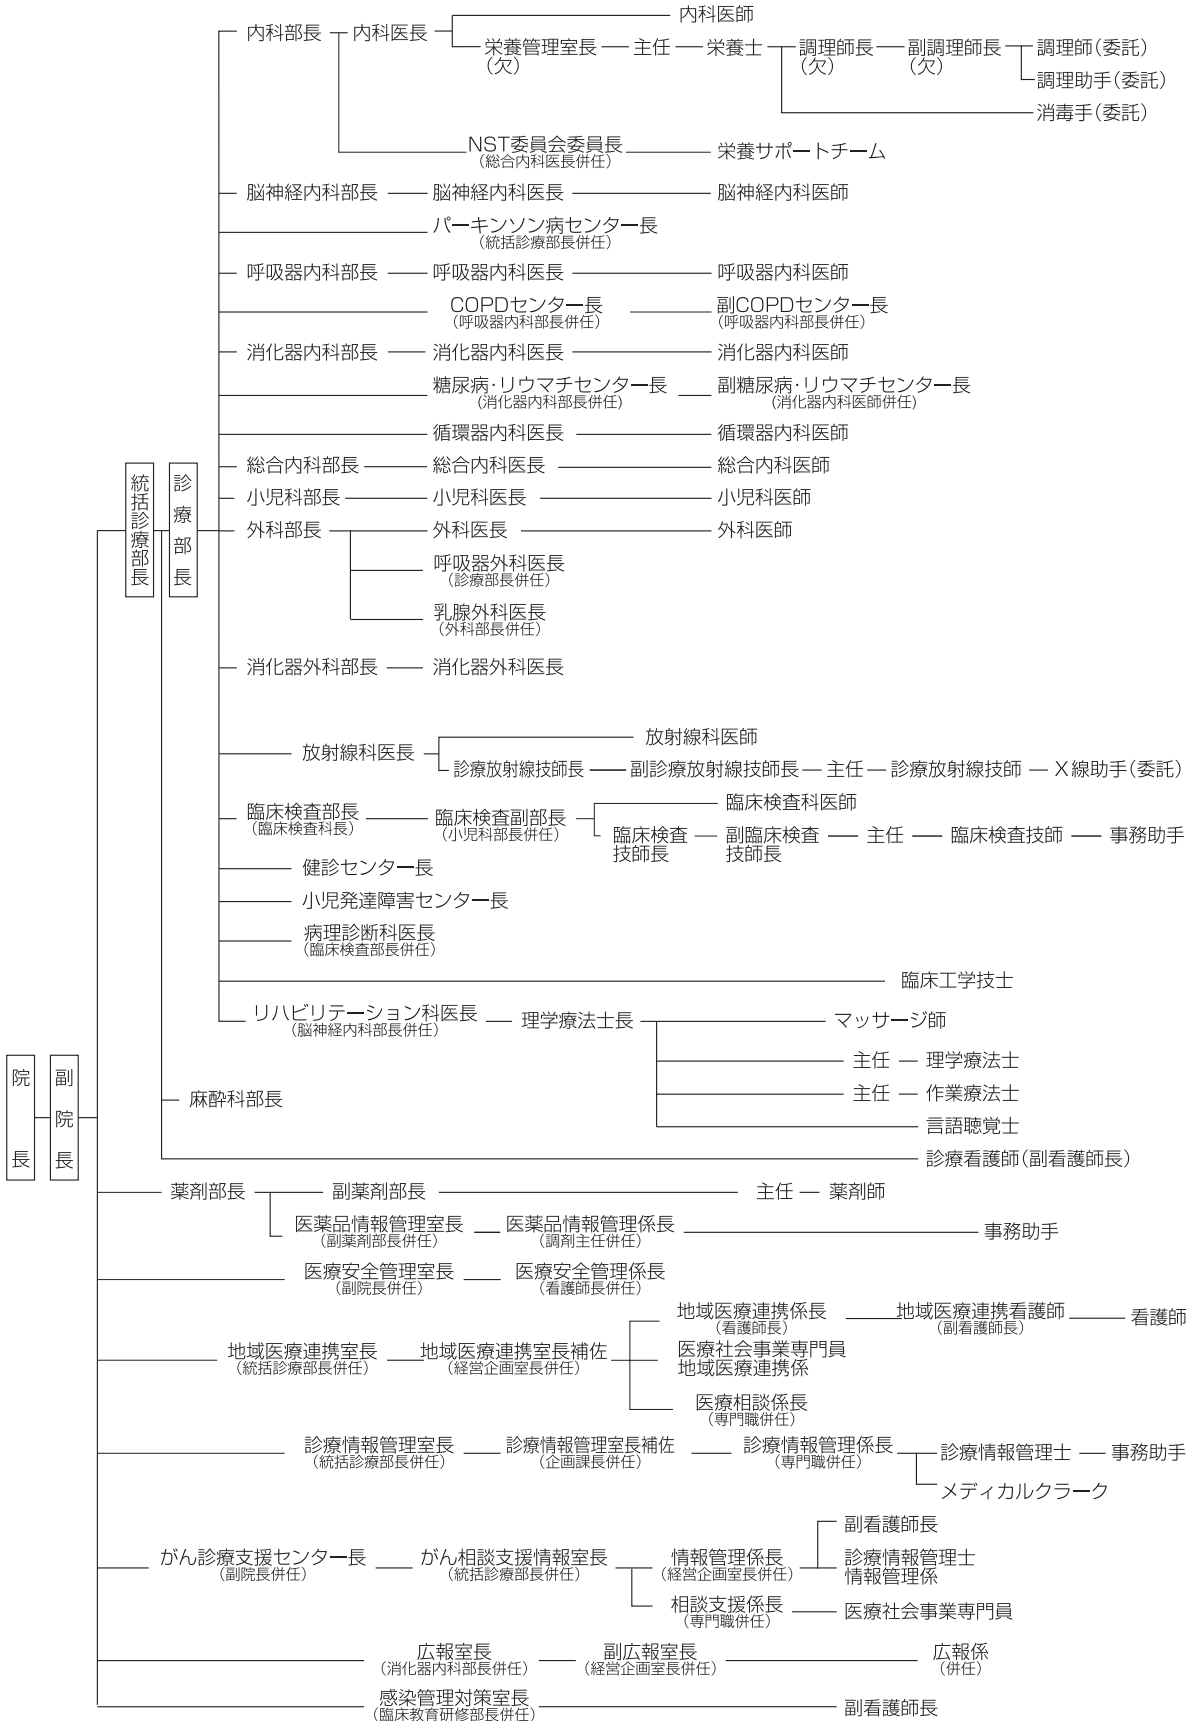 内科部長 内科医長 内科医師
栄養管理室長 主任 栄養士 調理師長 副調理師長 調理師(委託)
(欠) (欠) (欠)
調理助手(委託)
消毒手(委託)
NST委員会委員長 栄養サポートチーム
(総合内科医長併任)
脳神経内科部長 脳神経内科医長 脳神経内科医師
パーキンソン病センター長
(統括診療部長併任)
呼吸器内科部長 呼吸器内科医長 呼吸器内科医師
COPDセンター長 副COPDセンター長
(呼吸器内科部長併任) (呼吸器内科部長併任)
消化器内科部長 消化器内科医長 消化器内科医師
糖尿病・リウマチセンター長 副糖尿病・リウマチセンター長
(消化器内科部長併任) (消化器内科医師併任)
循環器内科医長 循環器内科医師
総合内科部長 総合内科医長 総合内科医師
小児科部長 小児科医長 小児科医師
統括診療部長
診療部長
外科部長 外科医長 外科医師
呼吸器外科医長
(診療部長併任)
乳腺外科医長
(外科部長併任)
消化器外科部長 消化器外科医長
放射線科医長 放射線科医師
診療放射線技師長 副診療放射線技師長 主任 診療放射線技師 X線助手(委託)
臨床検査部長 臨床検査副部長 臨床検査科医師
(臨床検査科長) (小児科部長併任)
臨床検査 副臨床検査 主任 臨床検査技師 事務助手
技師長 技師長
健診センター長
小児発達障害センター長
病理診断科医長
(臨床検査部長併任)
臨床工学技士
リハビリテーション科医長 理学療法士長 マッサージ師
(脳神経内科部長併任)
主任 理学療法士
主任 作業療法士
言語聴覚士
院長
副院長
麻酔科部長
診療看護師(副看護師長)
薬剤部長 副薬剤部長 主任 薬剤師
医薬品情報管理室長 医薬品情報管理係長 事務助手
(副薬剤部長併任) (調剤主任併任)
医療安全管理室長 医療安全管理係長
(副院長併任) (看護師長併任)
地域医療連携係長 地域医療連携看護師 看護師
(看護師長) (副看護師長)
地域医療連携室長 地域医療連携室長補佐 医療社会事業専門員
(統括診療部長併任) (経営企画室長併任) 地域医療連携係
医療相談係長
(専門職併任)
診療情報管理室長 診療情報管理室長補佐 診療情報管理係長 診療情報管理士 事務助手
(統括診療部長併任) (企画課長併任) (専門職併任)
メディカルクラーク
副看護師長
がん診療支援センター長 がん相談支援情報室長 情報管理係長 診療情報管理士
(副院長併任) (統括診療部長併任) (経営企画室長併任) 情報管理係
相談支援係長 医療社会事業専門員
(専門職併任)
広報室長 副広報室長 広報係
(消化器内科部長併任) (経営企画室長併任) (併任)
感染管理対策室長 副看護師長
(臨床教育研修部長併任)